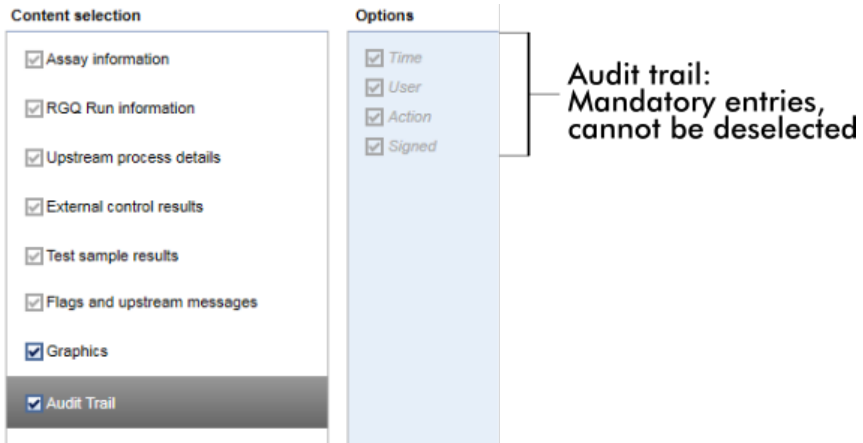 Content selection
Assay information
RGQ Run information
Upstream process details
External control results
Test sample results
Flags and upstream messages
Graphics
Audit Trail
Options
Time
User
Action
Signed
Audit trail:
Mandatory entries,
cannot be deselected